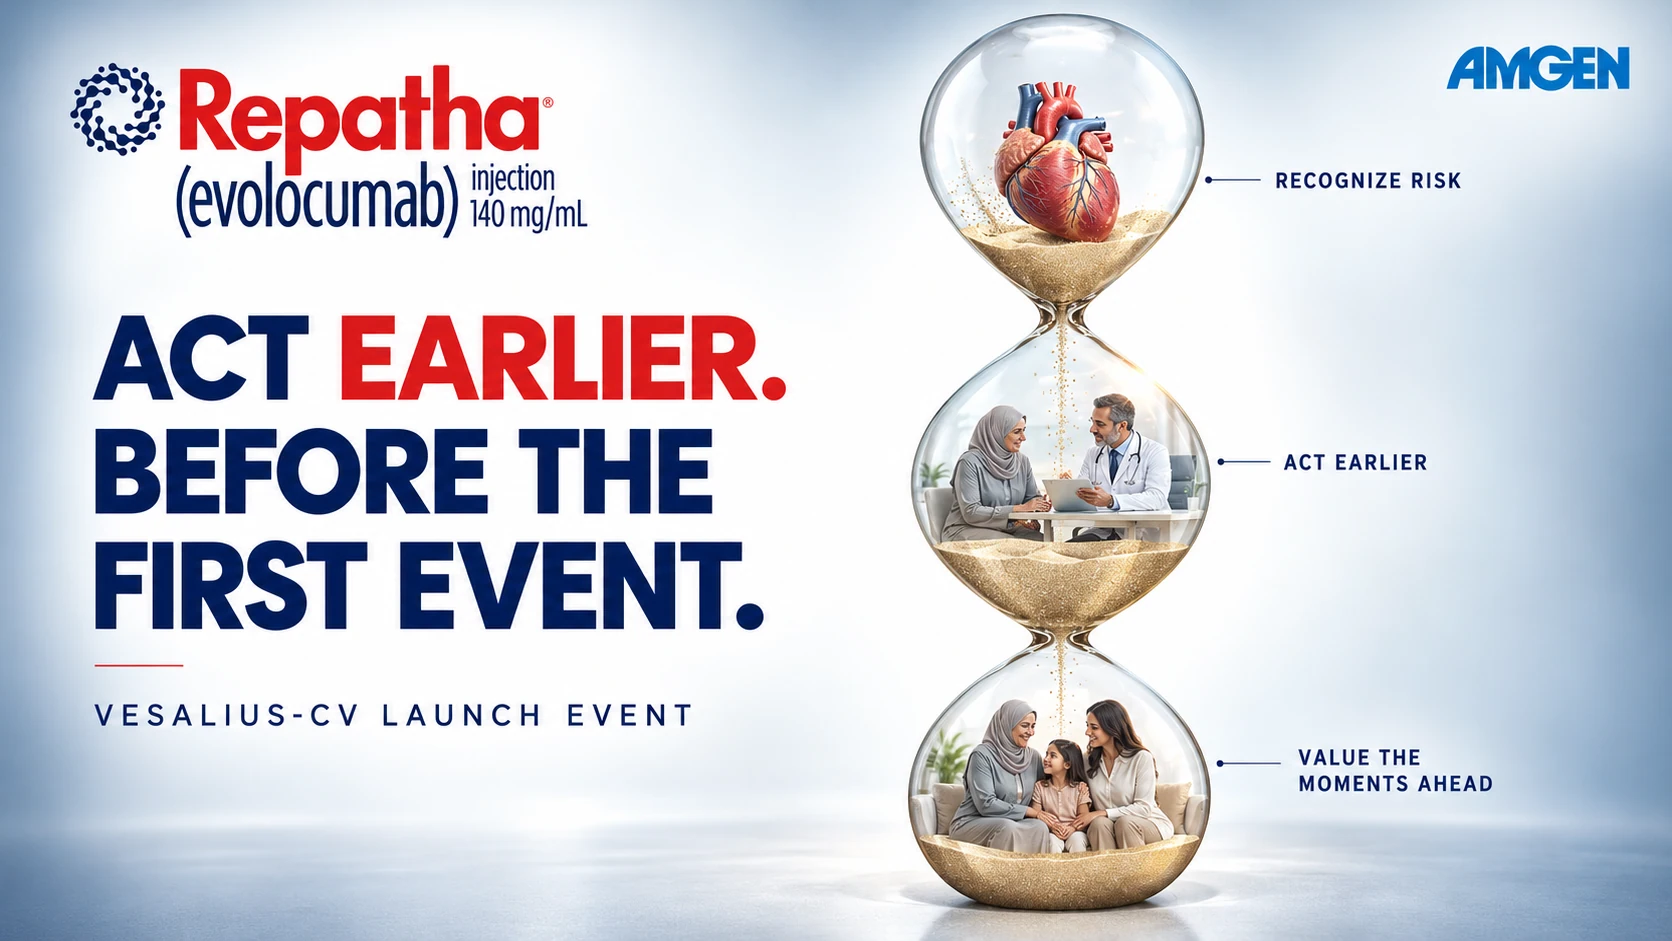 Repatha®
(evolocumab) injection
140 mg/mL
AMGEN
ACT EARLIER.
BEFORE THE
FIRST EVENT.
VESALIUS-CV LAUNCH EVENT
RECOGNIZE RISK
ACT EARLIER
VALUE THE
MOMENTS AHEAD